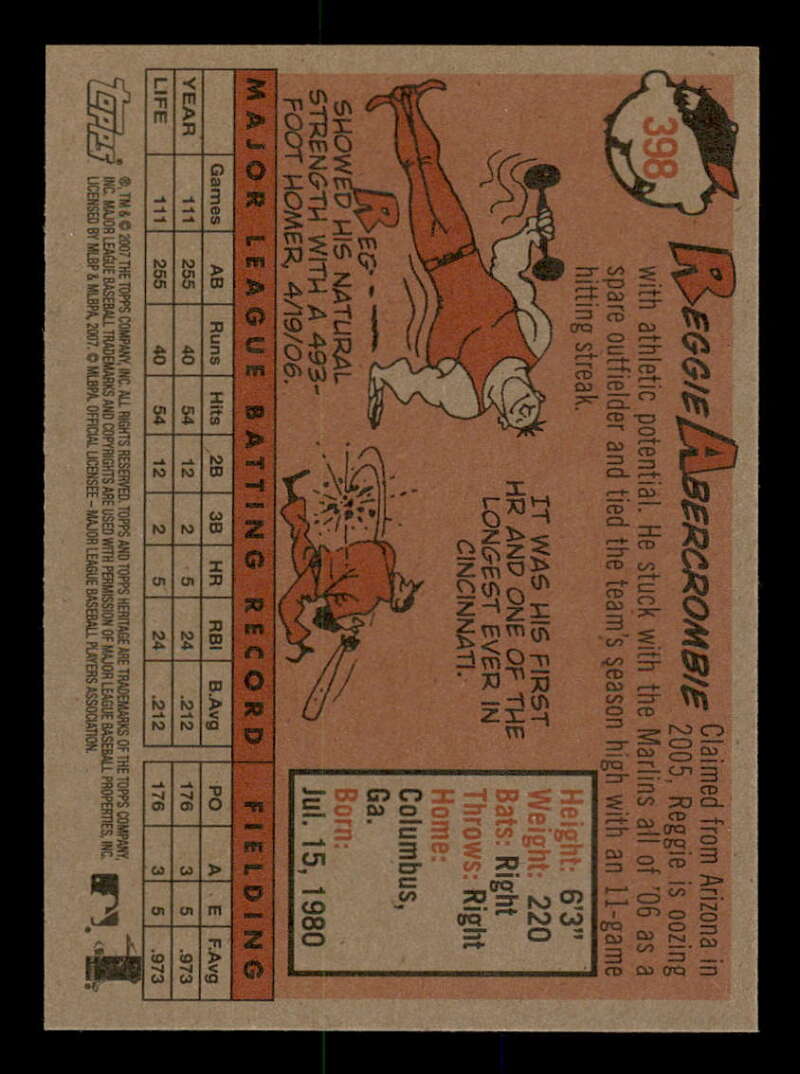 398
REGGIE ABERCROMBIE
Claimed from Arizona in
2005, Reggie is oozing
with athletic potential. He stuck with the Marlins all of '06 as a
spare outfielder and tied the team's season high with an 11-game
hitting streak.
REG--
SHOWED HIS NATURAL
STRENGTH WITH A 493-
FOOT HOMER, 4/19/06.
IT WAS HIS FIRST
HR AND ONE OF THE
LONGEST EVER IN
CINCINNATI.
Height: 6'3"
Weight: 220
Bats: Right
Throws: Right
Home:
Columbus,
Ga.
Born:
Jul. 15, 1980
MAJOR LEAGUE BATTING RECORD FIELDING
Games AB Runs Hits 2B 3B HR RBI B.Avg PO A E F.Avg
YEAR 111 255 40 54 12 2 5 24 .212 176 3 5 .973
LIFE 111 255 40 54 12 2 5 24 .212 176 3 5 .973
Topps
®, TM & © 2007 THE TOPPS COMPANY, INC. ALL RIGHTS RESERVED. TOPPS AND TOPPS HERITAGE ARE TRADEMARKS OF THE TOPPS COMPANY,
INC. MAJOR LEAGUE BASEBALL TRADEMARKS AND COPYRIGHTS ARE USED WITH PERMISSION OF MAJOR LEAGUE BASEBALL PROPERTIES, INC.
LICENSED BY MLBP & MLBPA, 2007. © MLBPA, OFFICIAL LICENSEE – MAJOR LEAGUE BASEBALL PLAYERS ASSOCIATION.